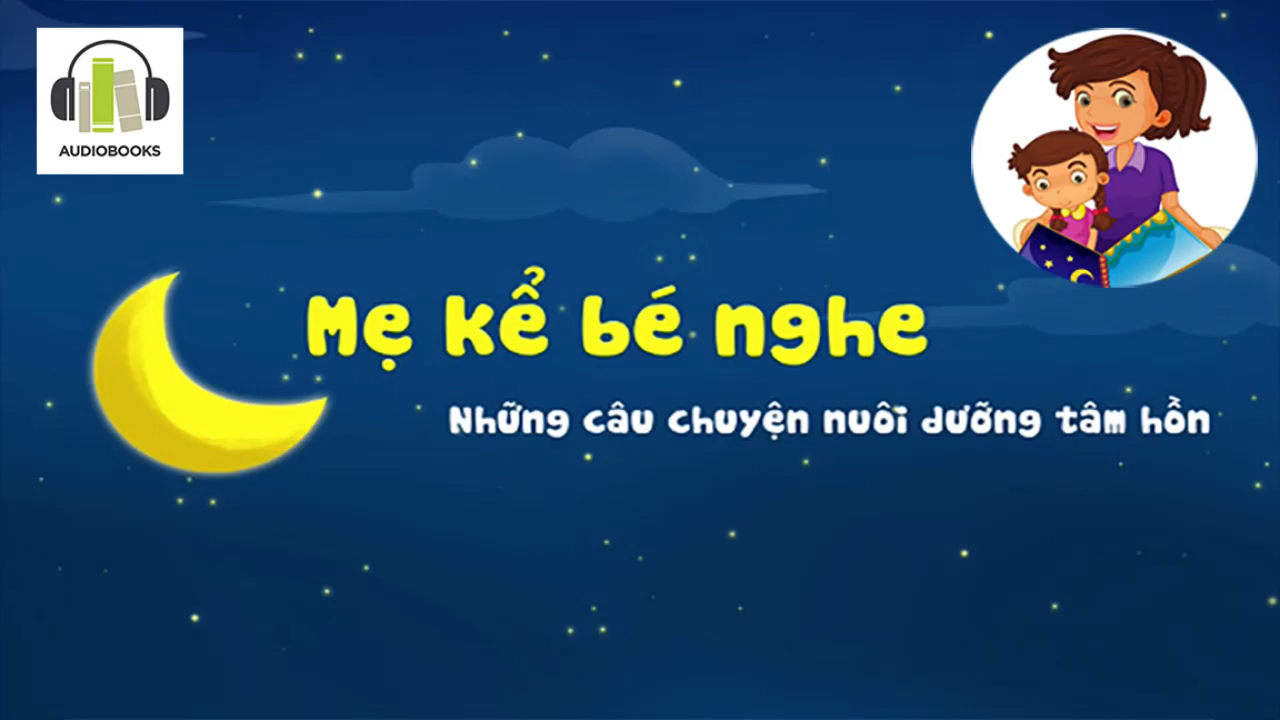 AUDIOBOOKS
Mẹ kể bé nghe
Những câu chuyện nuôi dưỡng tâm hồn